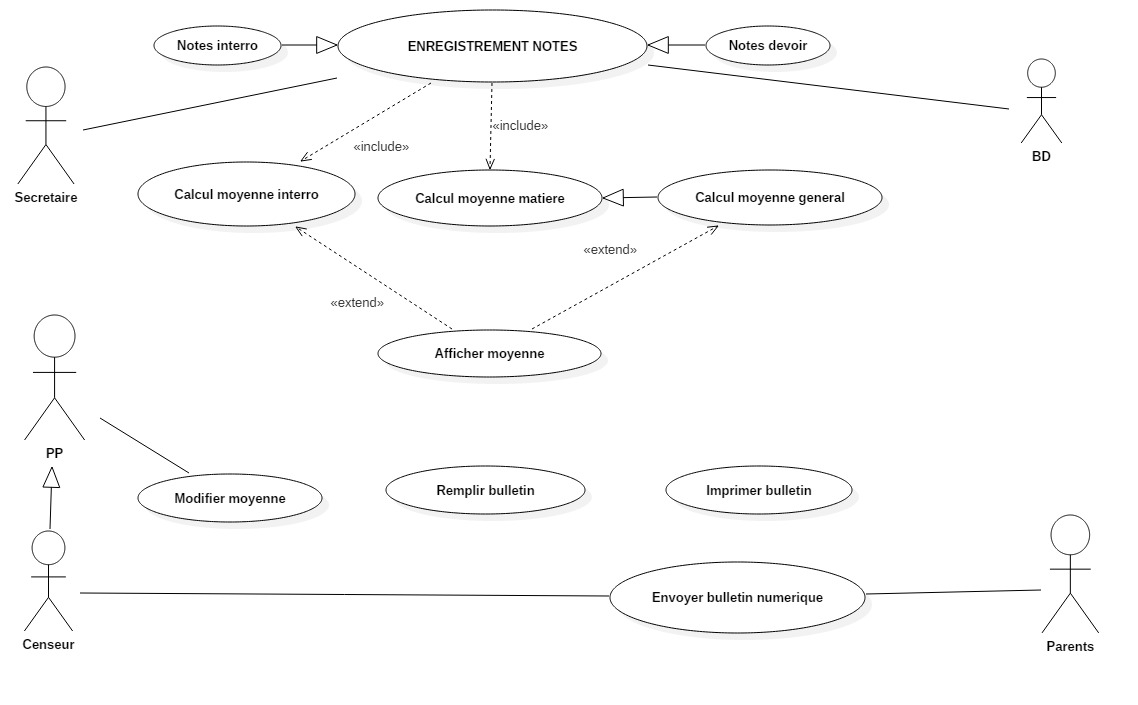 Notes interro
ENREGISTREMENT NOTES
Notes devoir
«include»
«include»
BD
Secretaire
Calcul moyenne interro
Calcul moyenne matiere
Calcul moyenne general
«extend»
«extend»
Afficher moyenne
PP
Modifier moyenne
Remplir bulletin
Imprimer bulletin
Envoyer bulletin numerique
Censeur
Parents